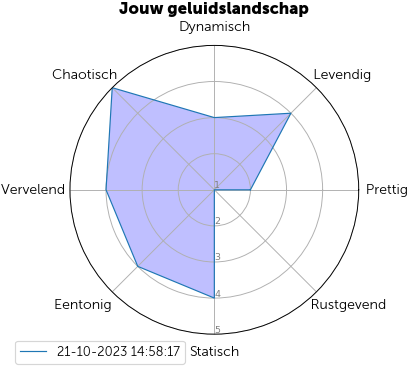 Jouw geluidslandschap
Dynamisch
Chaotisch
Levendig
Vervelend
1
Prettig
2
3
4
Eentonig
Rustgevend
5
21-10-2023 14:58:17
Statisch